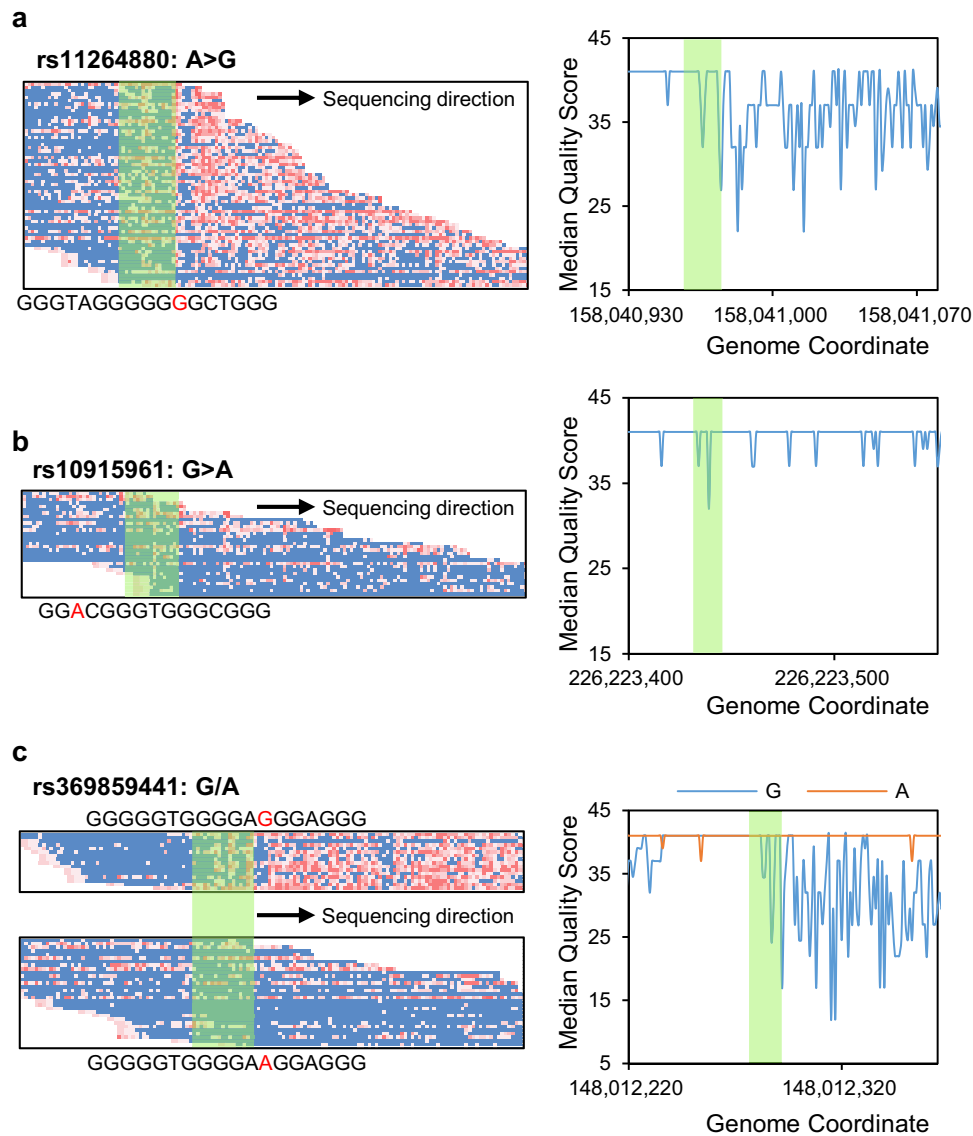 a
rs11264880: A>G
Sequencing direction
GGGTAGGGGGGGCTGGG
45
35
25
15
Median Quality Score
158,040,930 158,041,000 158,041,070
Genome Coordinate
b
rs10915961: G>A
Sequencing direction
GGACGGGTGGGCGGG
45
35
25
15
Median Quality Score
226,223,400 226,223,500
Genome Coordinate
c
rs369859441: G/A
GGGGGTGGGGAGGGAGGG
Sequencing direction
GGGGGTGGGGAAGGAGGG
G A
45
35
25
15
5
Median Quality Score
148,012,220 148,012,320
Genome Coordinate